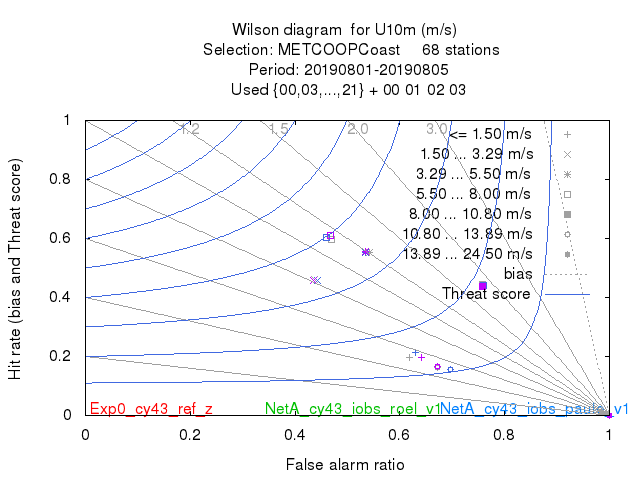 Wilson diagram for U10m (m/s)
Selection: METCOOPCoast 68 stations
Period: 20190801-20190805
Used {00,03,...,21} + 00 01 02 03
Hit rate (bias and Threat score)
1
0.8
0.6
0.4
0.2
0
1.2 1.5 2.0 3.0
<= 1.50 m/s
1.50 ... 3.29 m/s
3.29 ... 5.50 m/s
5.50 ... 8.00 m/s
8.00 ... 10.80 m/s
10.80 ... 13.89 m/s
13.89 ... 24.50 m/s
bias
Threat score
Exp0_cy43_ref_z NetA_cy43_iobs_roel_v1 NetA_cy43_iobs_paule_v1
0 0.2 0.4 0.6 0.8 1
False alarm ratio